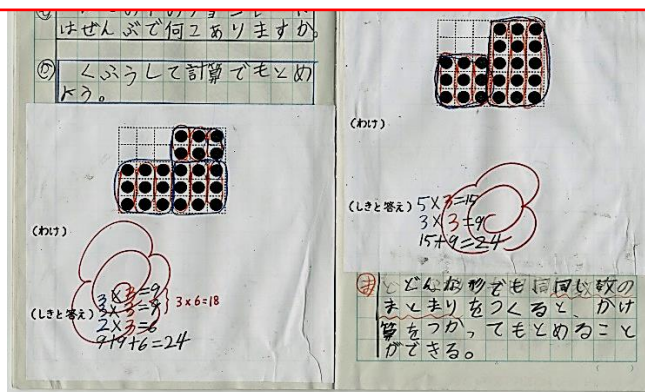 はぜんぶで何こありますか。
め
くふうして計算でもとめ
よう。
(わけ)
(しきと答え)
3×3=9
3×3=9
2×3=6
3×6=18
9+9+6=24
(わけ)
(しきと答え)
5×3=15
3×3=9
15+9=24
ま
どんな形でも同じ数の
まとまりをつくると、かけ
算をつかってもとめること
ができる。